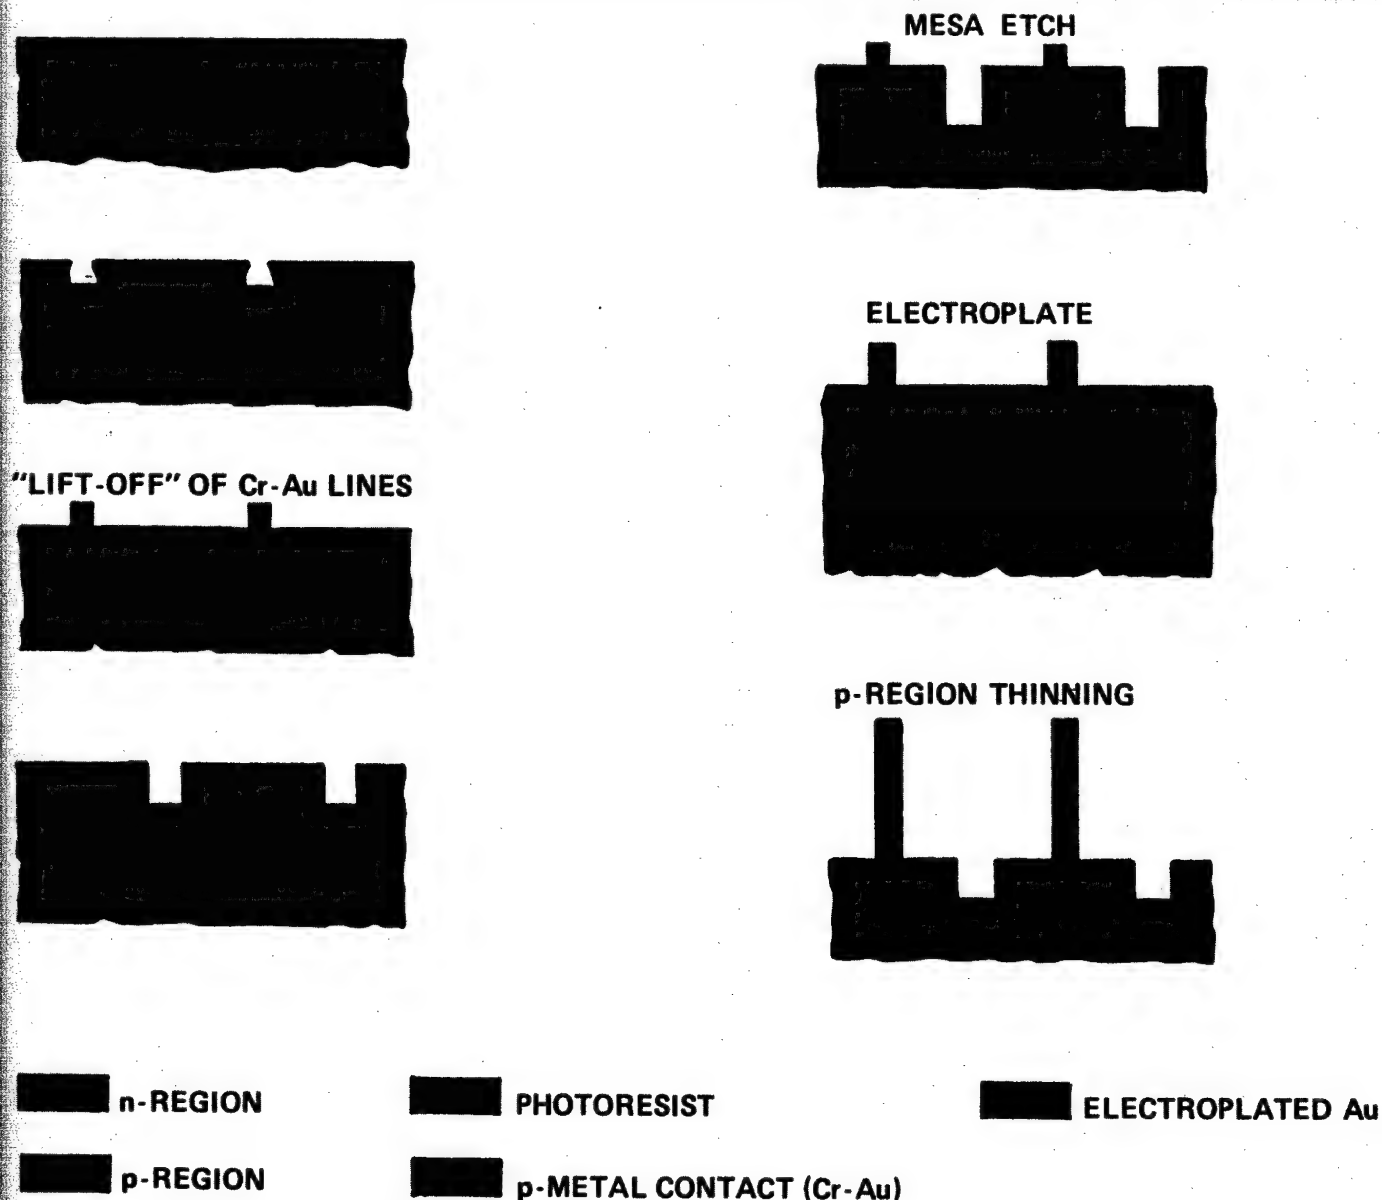 MESA ETCH
ELECTROPLATE
"LIFT-OFF" OF Cr-Au LINES
p-REGION THINNING
n-REGION
PHOTORESIST
ELECTROPLATED Au
p-REGION
p-METAL CONTACT (Cr-Au)